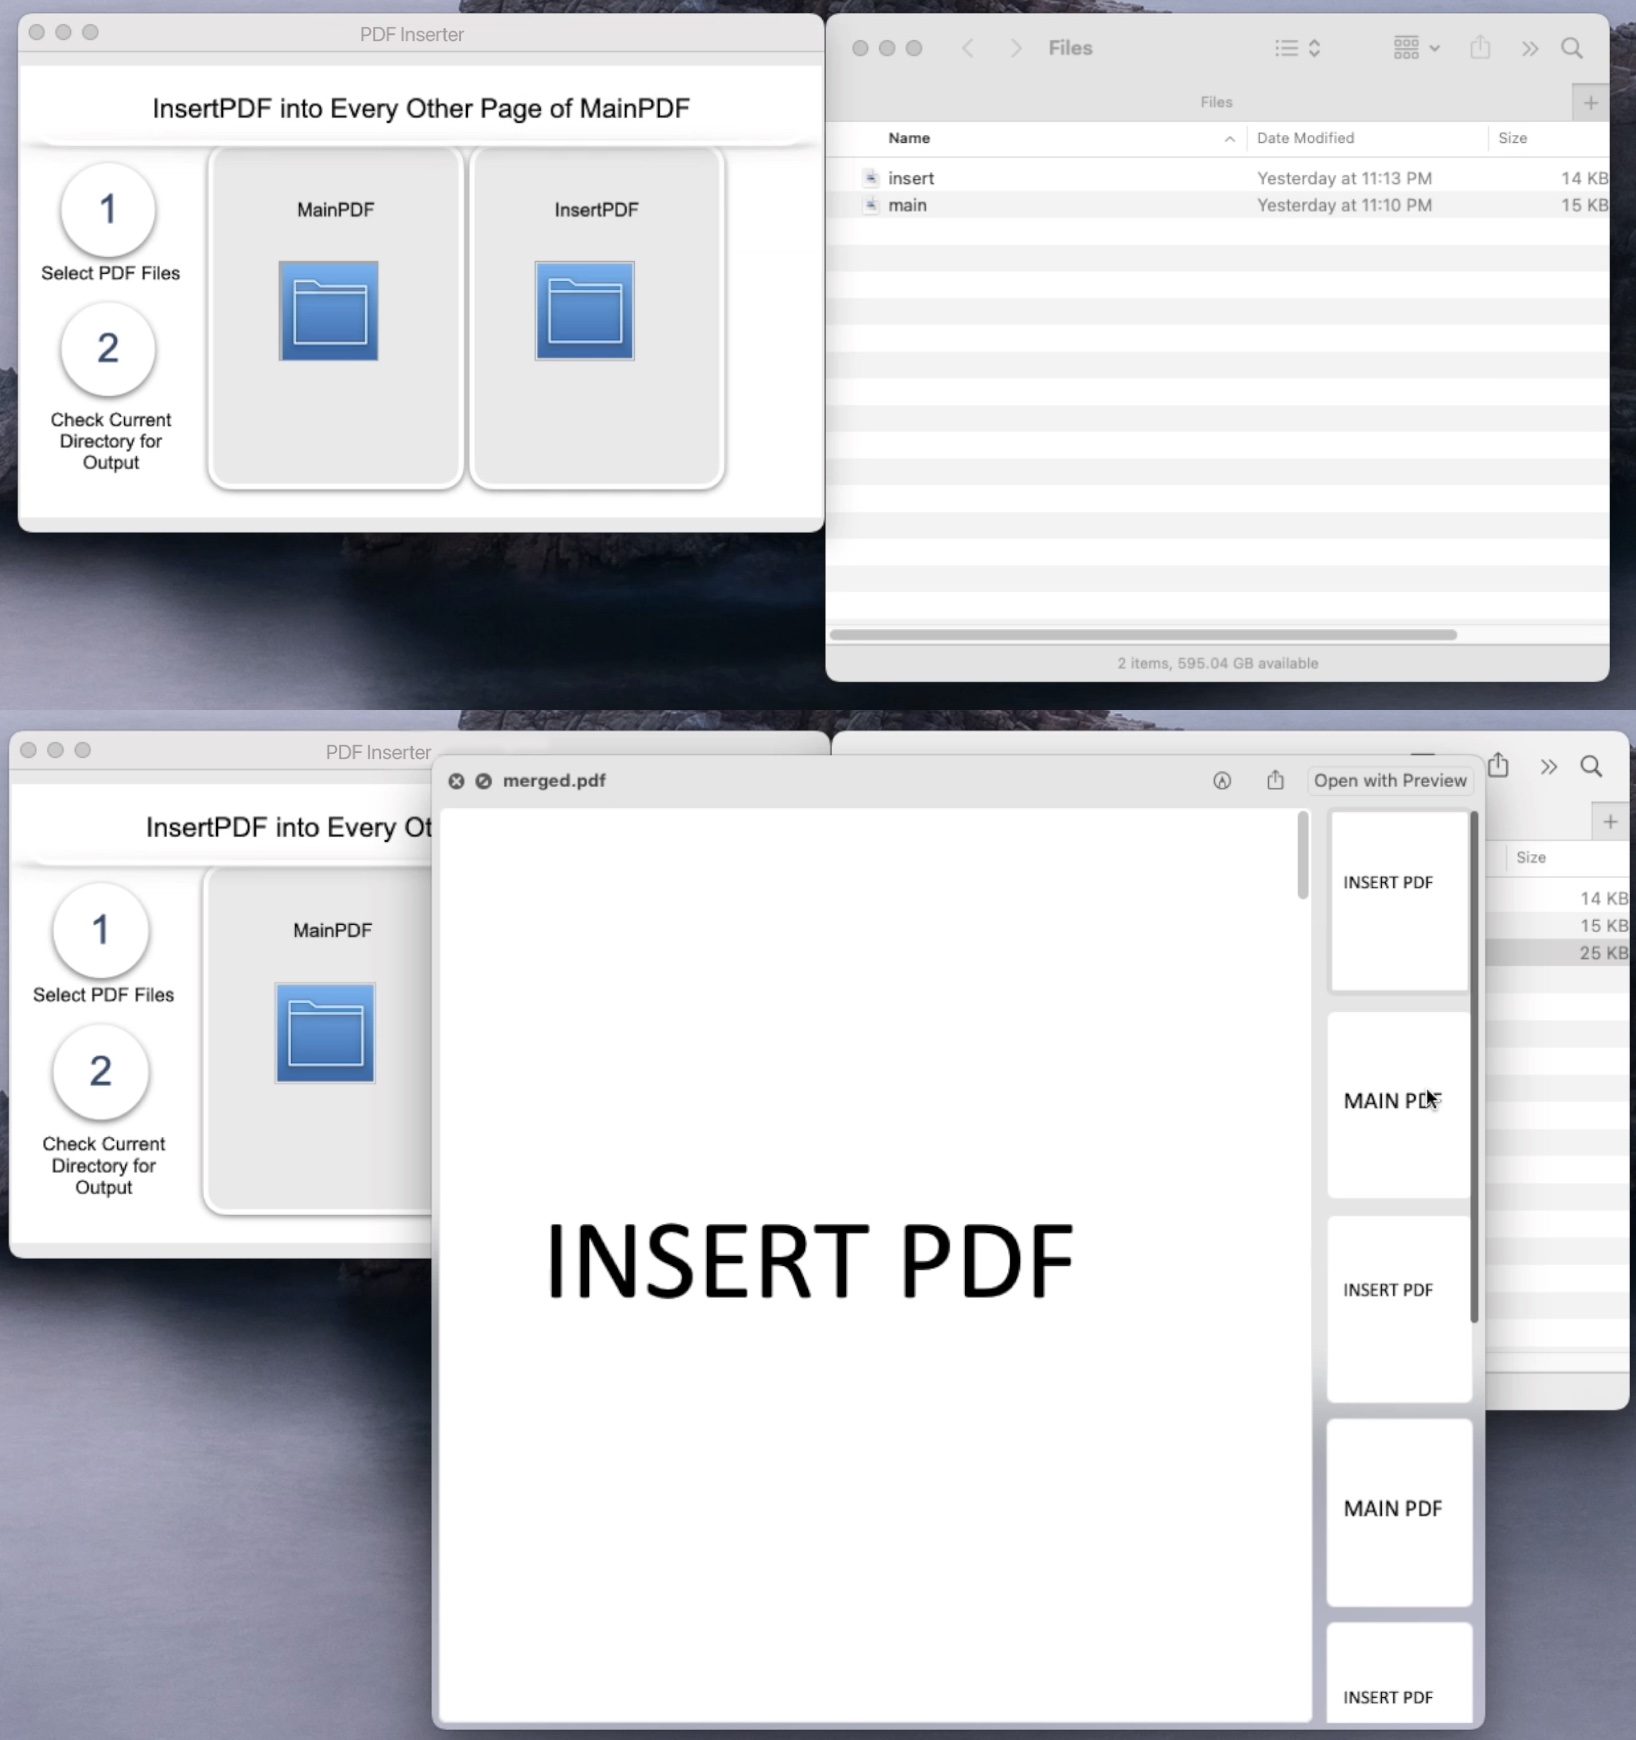 PDF Inserter
InsertPDF into Every Other Page of MainPDF
1
Select PDF Files
2
Check Current
Directory for
Output
MainPDF
InsertPDF
Files
Files
+
Name
Date Modified
Size
insert
Yesterday at 11:13 PM
14 KB
main
Yesterday at 11:10 PM
15 KB
2 items, 595.04 GB available
PDF Inserter
InsertPDF into Every Ot
1
Select PDF Files
2
Check Current
Directory for
Output
MainPDF
merged.pdf
Open with Preview
INSERT PDF
INSERT PDF
MAIN PDF
INSERT PDF
MAIN PDF
INSERT PDF
+
Size
14 KB
15 KB
25 KB